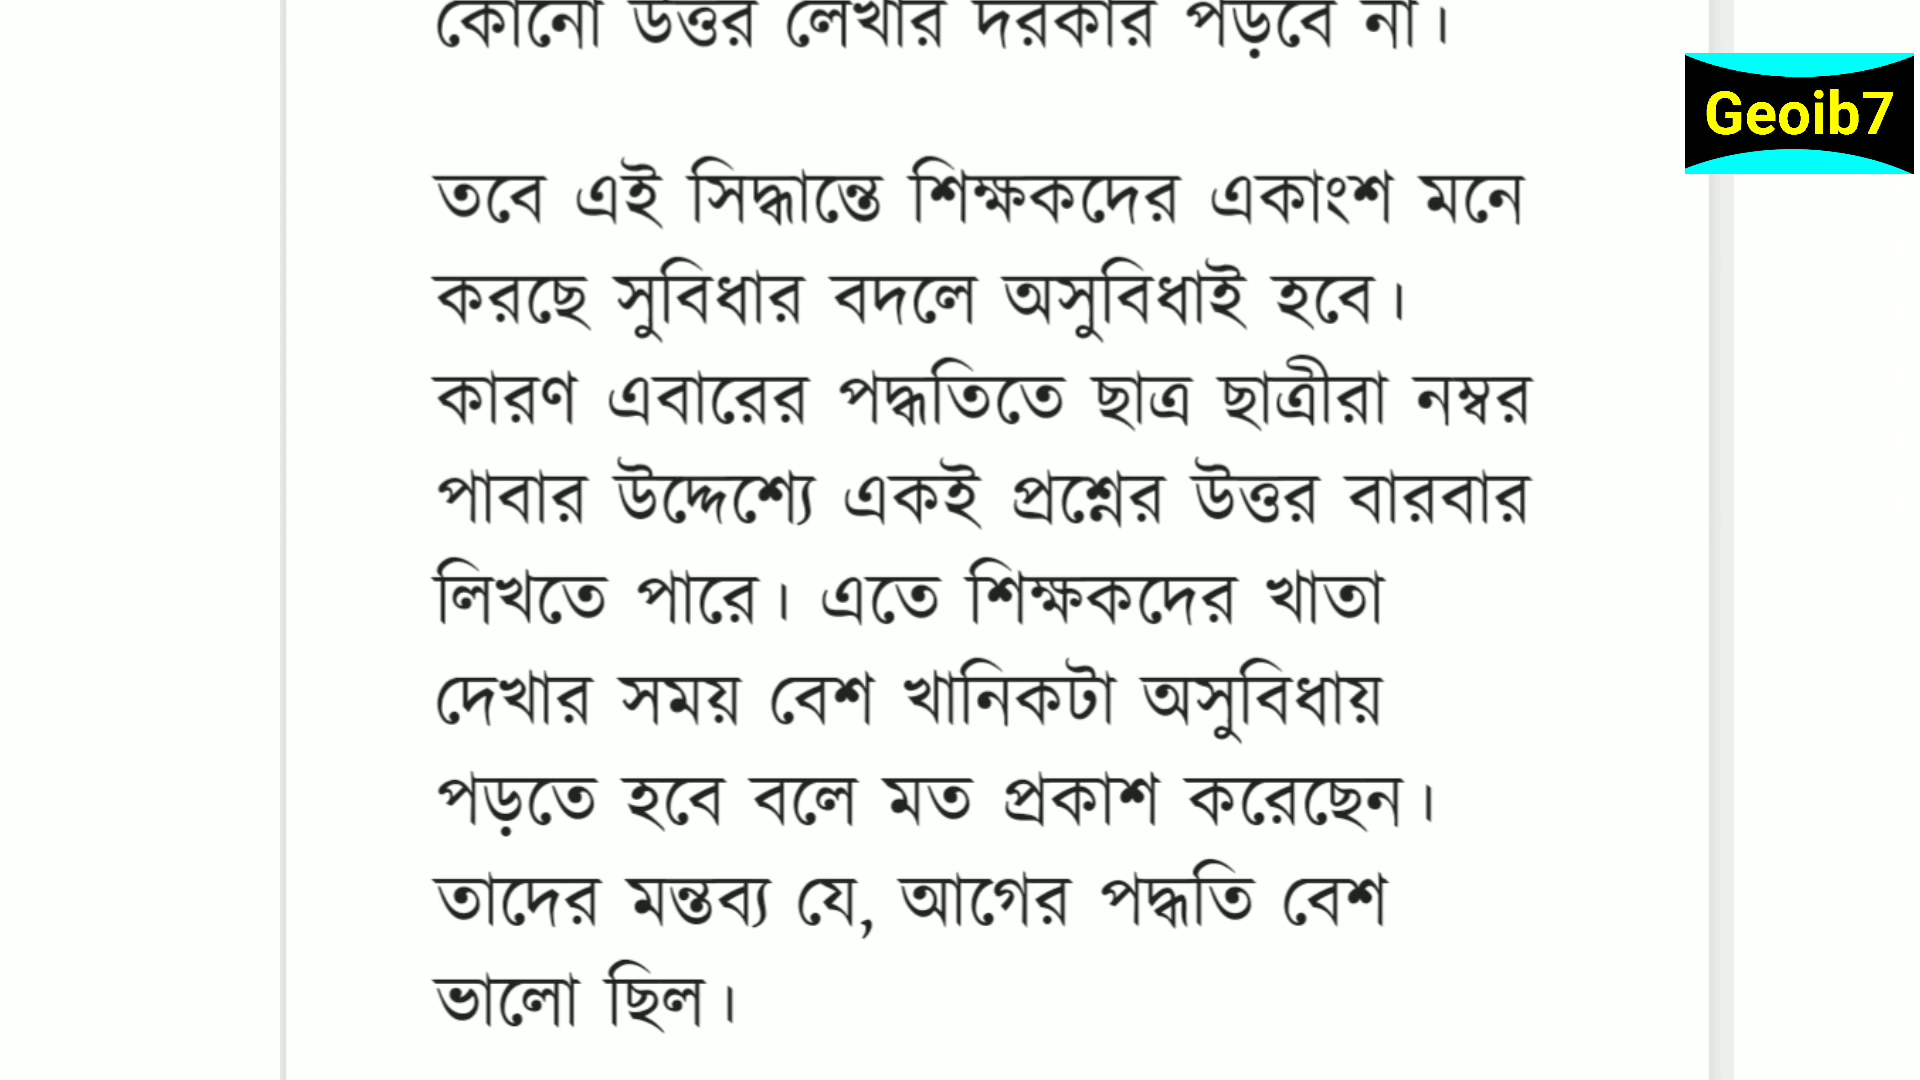 কোনো উত্তর লেখার দরকার পড়বে না।
Geoib7
তবে এই সিদ্ধান্তে শিক্ষকদের একাংশ মনে
করছে সুবিধার বদলে অসুবিধাই হবে।
কারণ এবারের পদ্ধতিতে ছাত্র ছাত্রীরা নম্বর
পাবার উদ্দেশ্যে একই প্রশ্নের উত্তর বারবার
লিখতে পারে। এতে শিক্ষকদের খাতা
দেখার সময় বেশ খানিকটা অসুবিধায়
পড়তে হবে বলে মত প্রকাশ করেছেন।
তাদের মন্তব্য যে, আগের পদ্ধতি বেশ
ভালো ছিল।